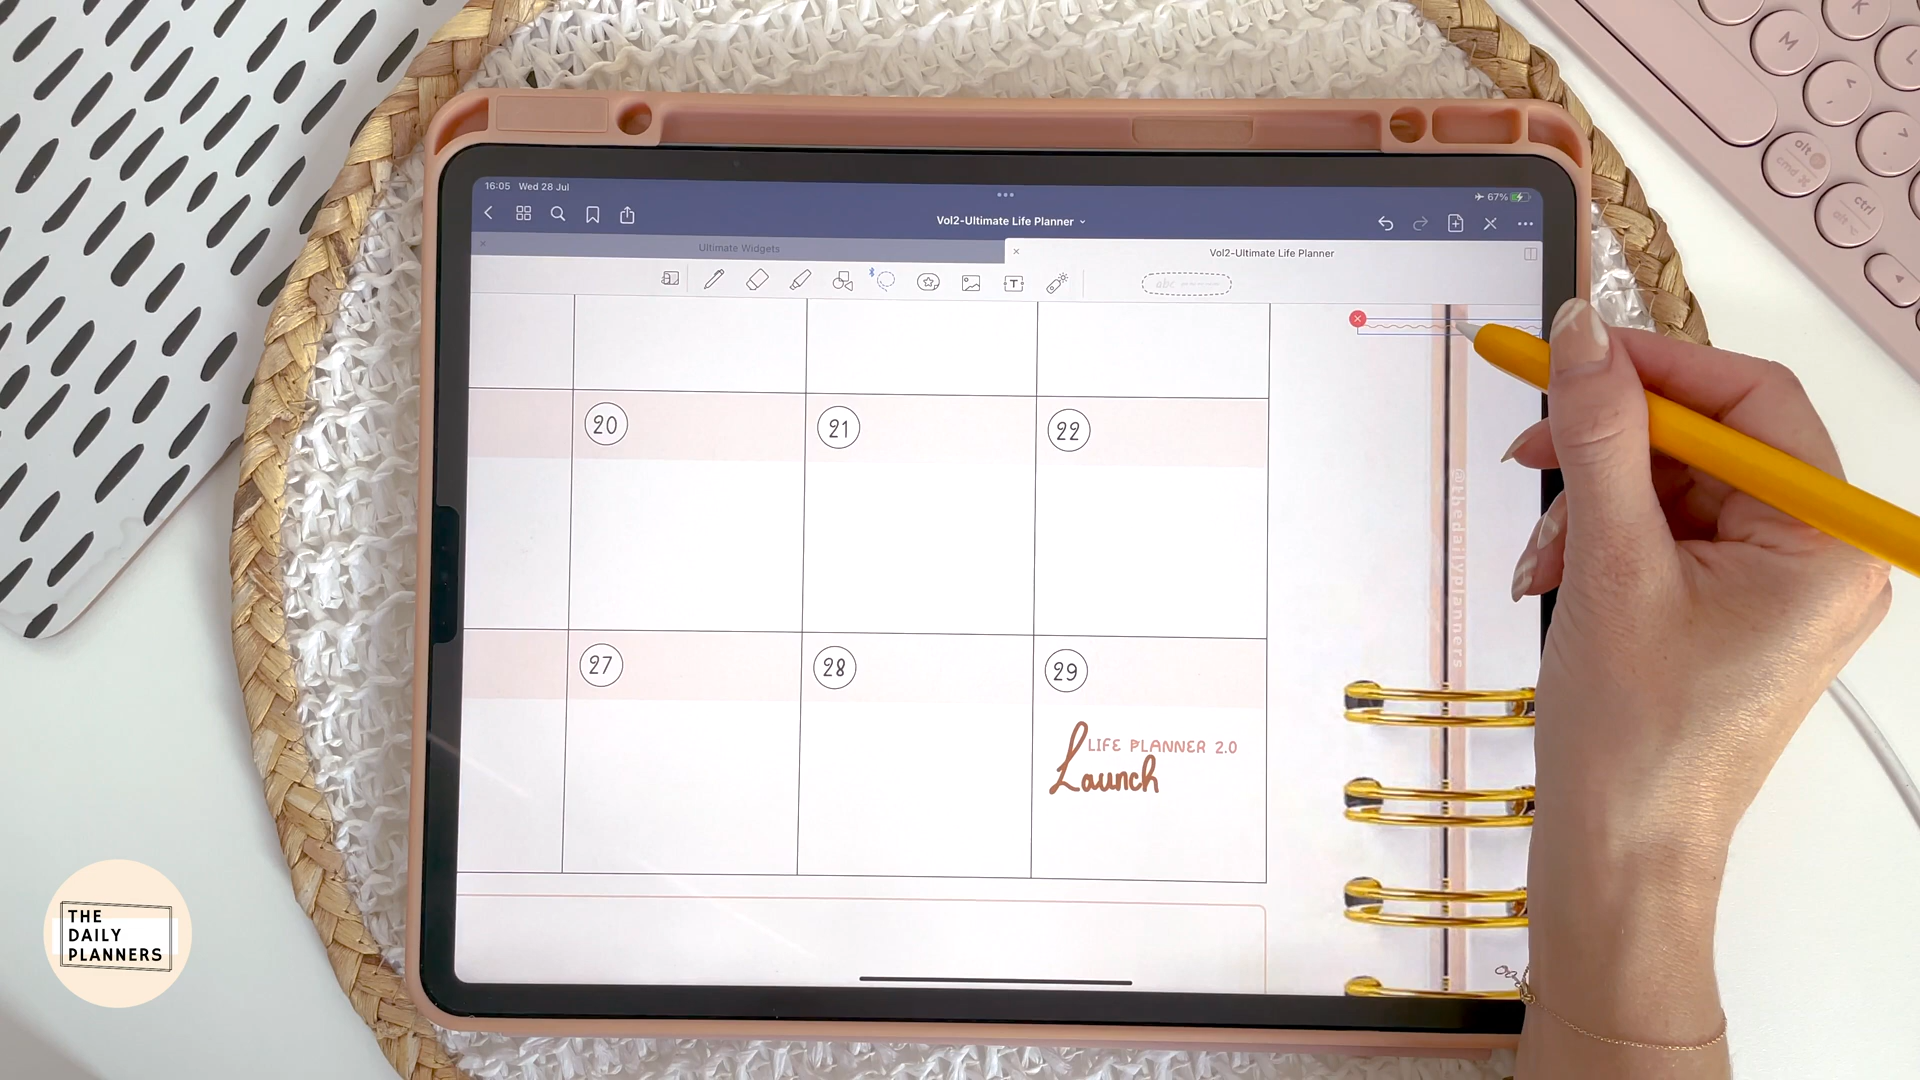 16:05 Wed 28 Jul
67%
Vol2-Ultimate Life Planner
Ultimate Widgets
Vol2-Ultimate Life Planner
T
abc
20
21
22
27
28
29
LIFE PLANNER 2.0
Launch
@thedailyplanners
M
K
L
<
,
>
.
alt
cmd ⌘
ctrl
alt ⌥
THE
DAILY
PLANNERS